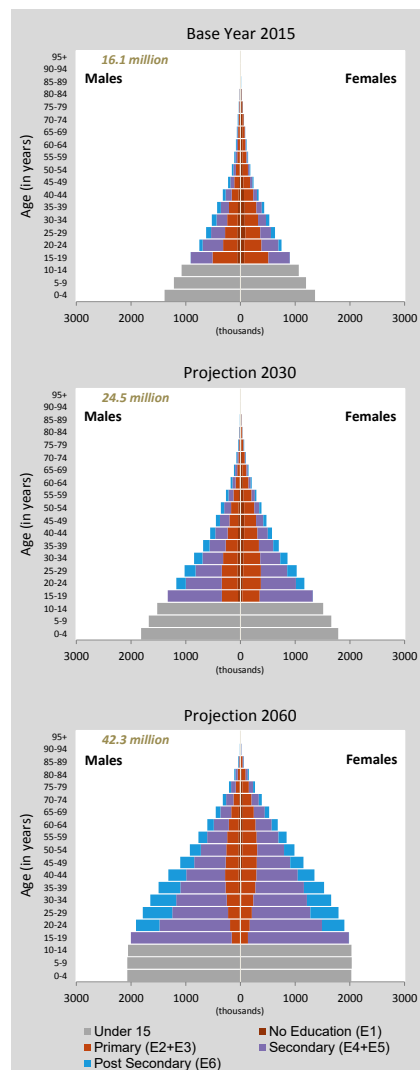 Base Year 2015
16.1 million
Males
Females
Age (in years)
95+
90-94
85-89
80-84
75-79
70-74
65-69
60-64
55-59
50-54
45-49
40-44
35-39
30-34
25-29
20-24
15-19
10-14
5-9
0-4
3000 2000 1000 0 1000 2000 3000
(thousands)
Projection 2030
24.5 million
Males
Females
Age (in years)
95+
90-94
85-89
80-84
75-79
70-74
65-69
60-64
55-59
50-54
45-49
40-44
35-39
30-34
25-29
20-24
15-19
10-14
5-9
0-4
3000 2000 1000 0 1000 2000 3000
(thousands)
Projection 2060
42.3 million
Males
Females
Age (in years)
95+
90-94
85-89
80-84
75-79
70-74
65-69
60-64
55-59
50-54
45-49
40-44
35-39
30-34
25-29
20-24
15-19
10-14
5-9
0-4
3000 2000 1000 0 1000 2000 3000
(thousands)
Under 15 No Education (E1)
Primary (E2+E3) Secondary (E4+E5)
Post Secondary (E6)